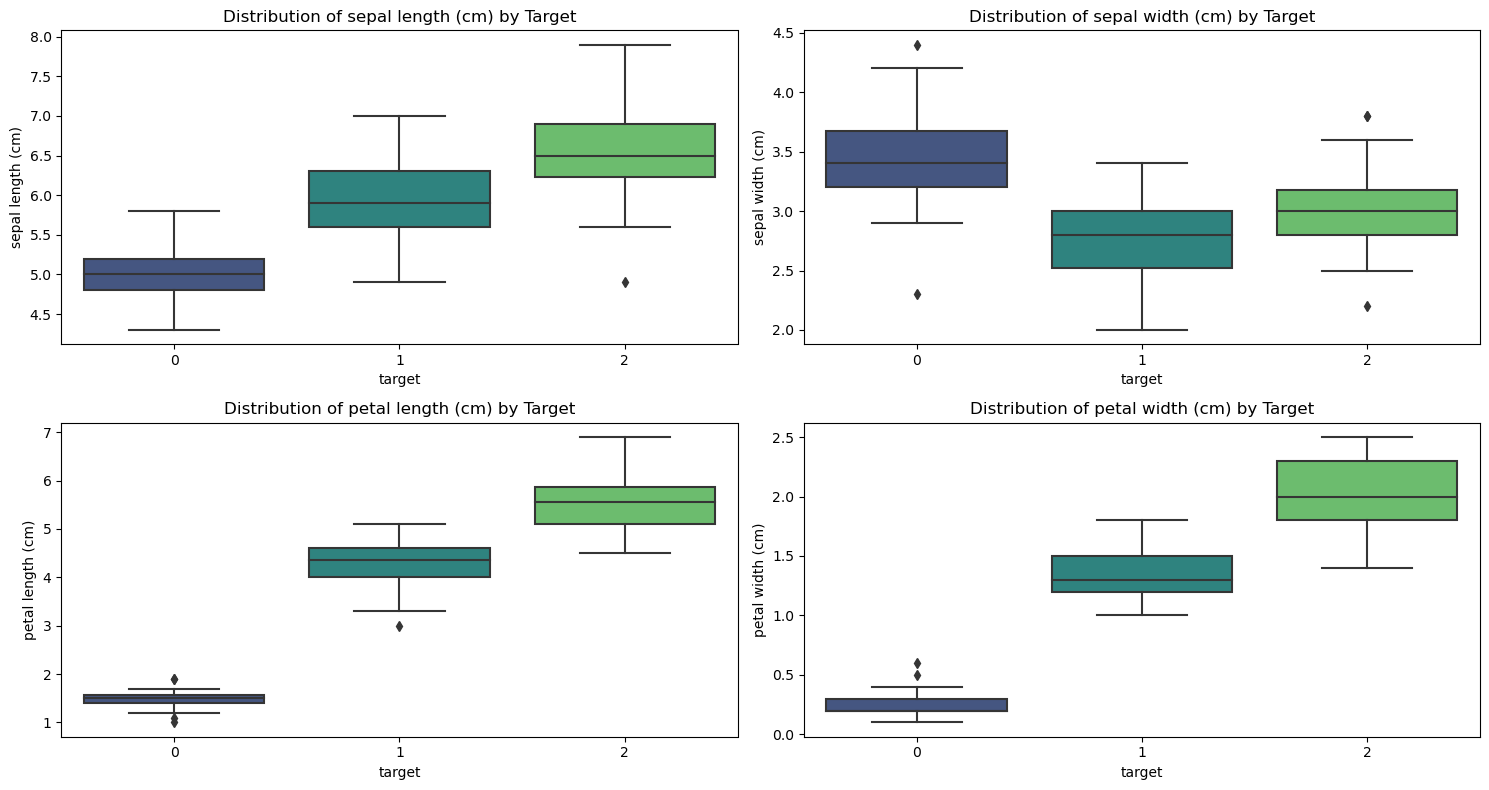 Distribution of sepal length (cm) by Target
sepal length (cm)
8.0
7.5
7.0
6.5
6.0
5.5
5.0
4.5
0 1 2
target
Distribution of sepal width (cm) by Target
sepal width (cm)
4.5
4.0
3.5
3.0
2.5
2.0
0 1 2
target
Distribution of petal length (cm) by Target
petal length (cm)
7
6
5
4
3
2
1
0 1 2
target
Distribution of petal width (cm) by Target
petal width (cm)
2.5
2.0
1.5
1.0
0.5
0.0
0 1 2
target